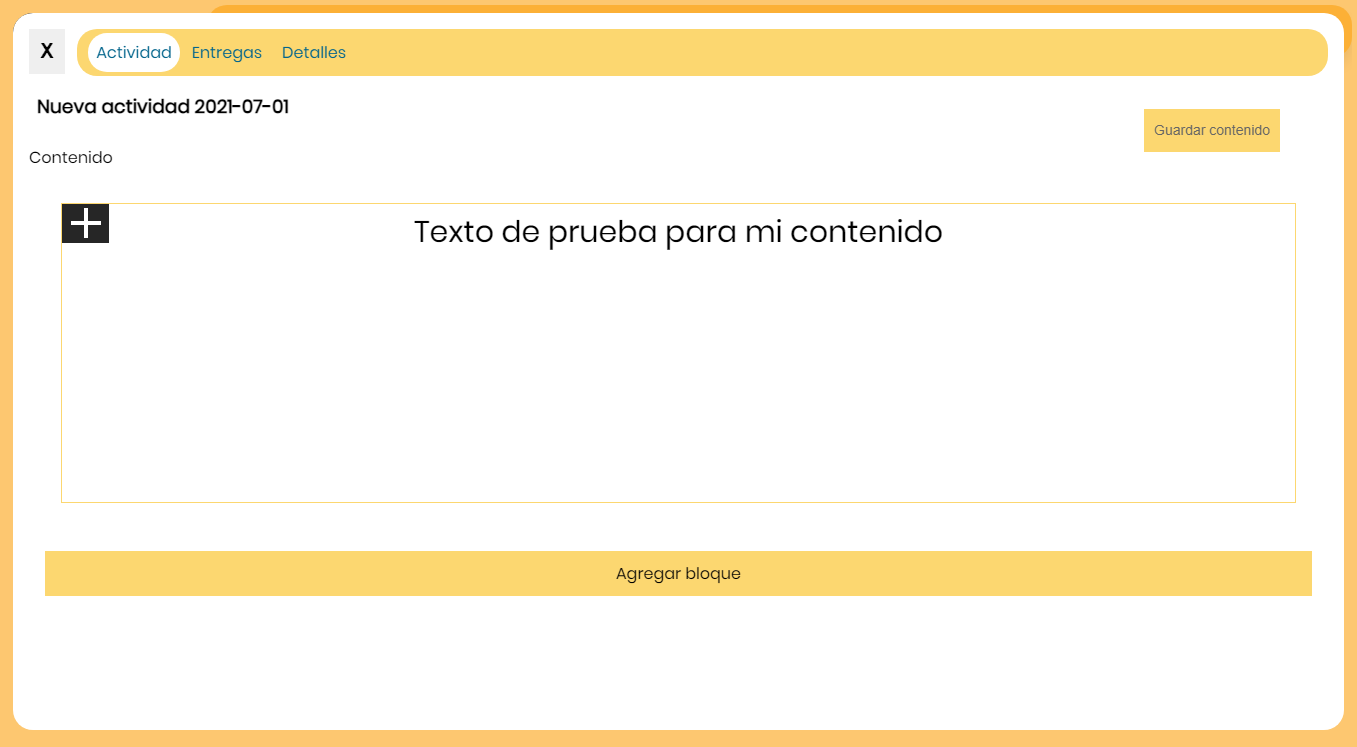 X
Actividad Entregas Detalles
Nueva actividad 2021-07-01
Guardar contenido
Contenido
Texto de prueba para mi contenido
Agregar bloque